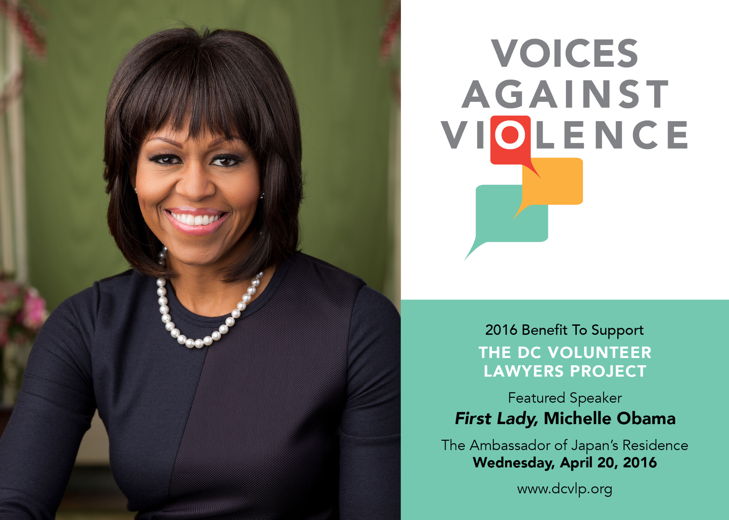 VOICES
AGAINST
VIOLENCE
2016 Benefit To Support
THE DC VOLUNTEER
LAWYERS PROJECT
Featured Speaker
First Lady, Michelle Obama
The Ambassador of Japan's Residence
Wednesday, April 20, 2016
www.dcvlp.org